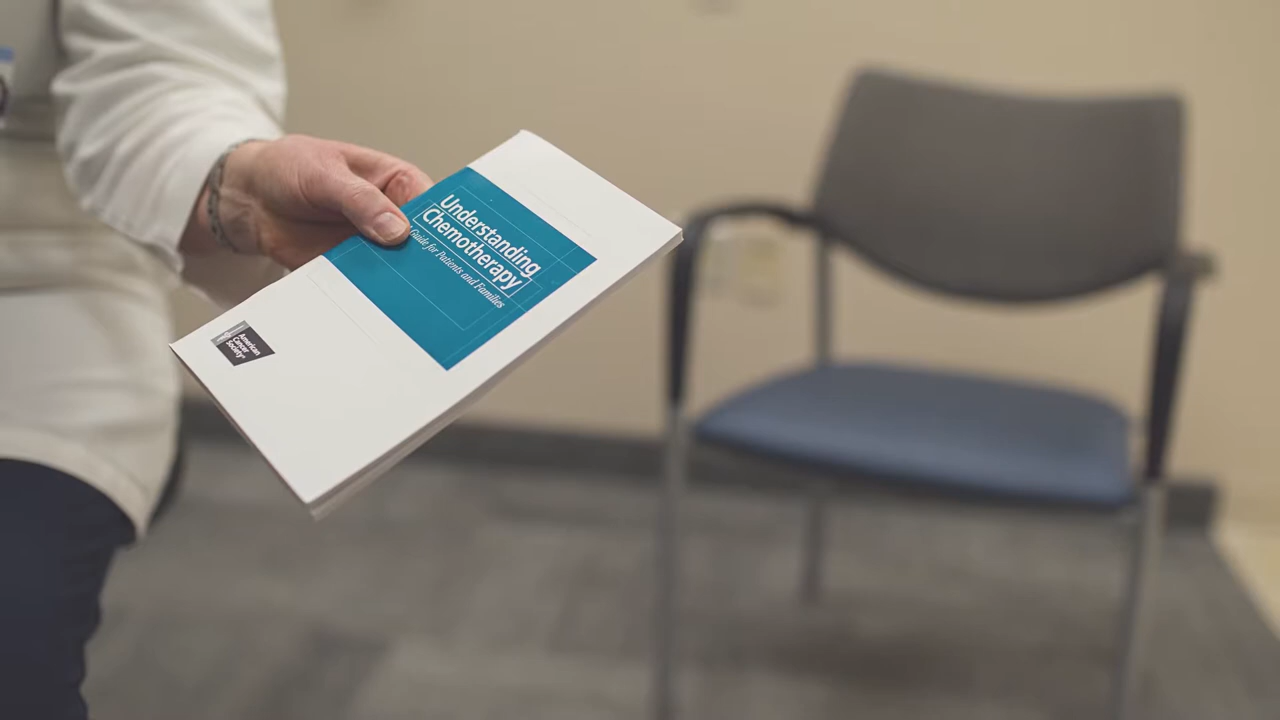 Understanding
Chemotherapy
Guide for Patients and Families
American
Cancer
Society®